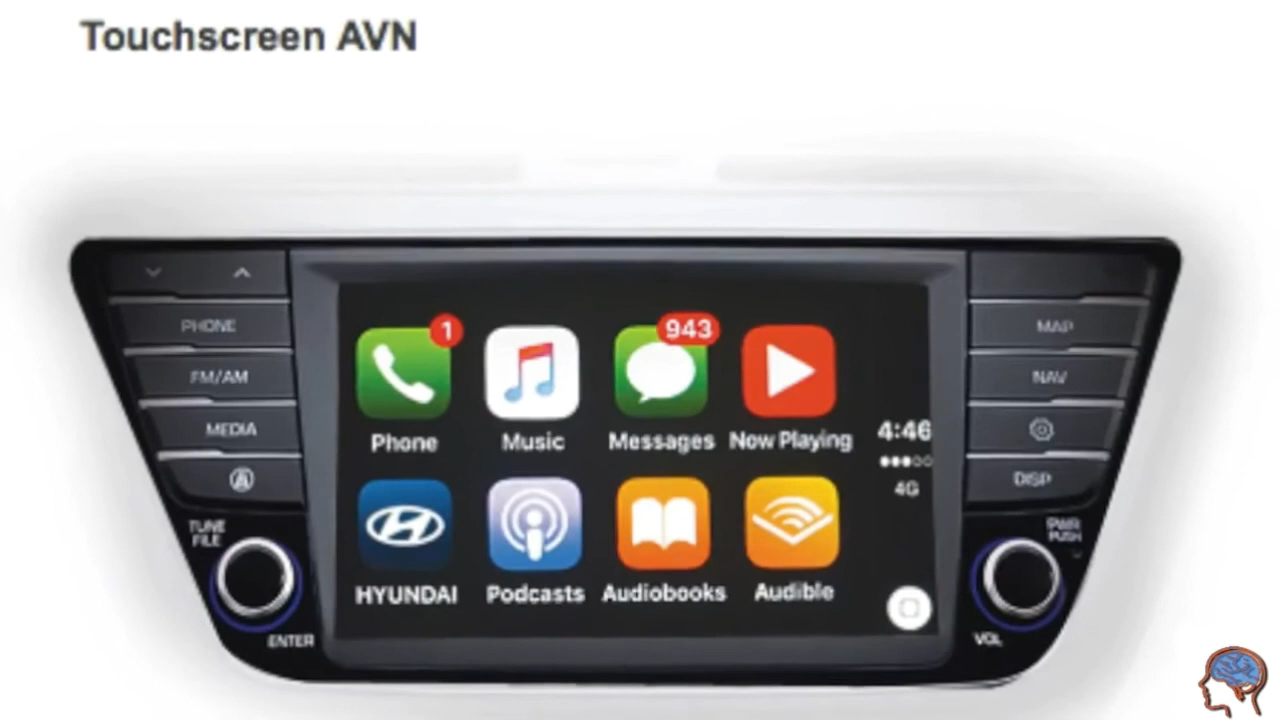 Touchscreen AVN
PHONE
FM/AM
MEDIA
TUNE
FILE
ENTER
1
943
Phone
Music
Messages
Now Playing
HYUNDAI
Podcasts
Audiobooks
Audible
4:46
4G
MAP
NAV
DISP
PWR
PUSH
VOL